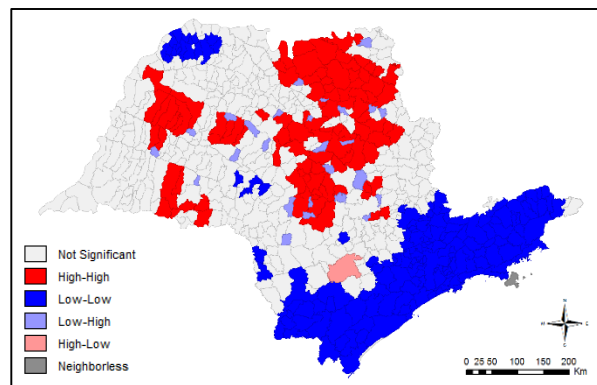 Not Significant
High-High
Low-Low
Low-High
High-Low
Neighborless
N
W
E
S
0 25 50 100 150 200
Km